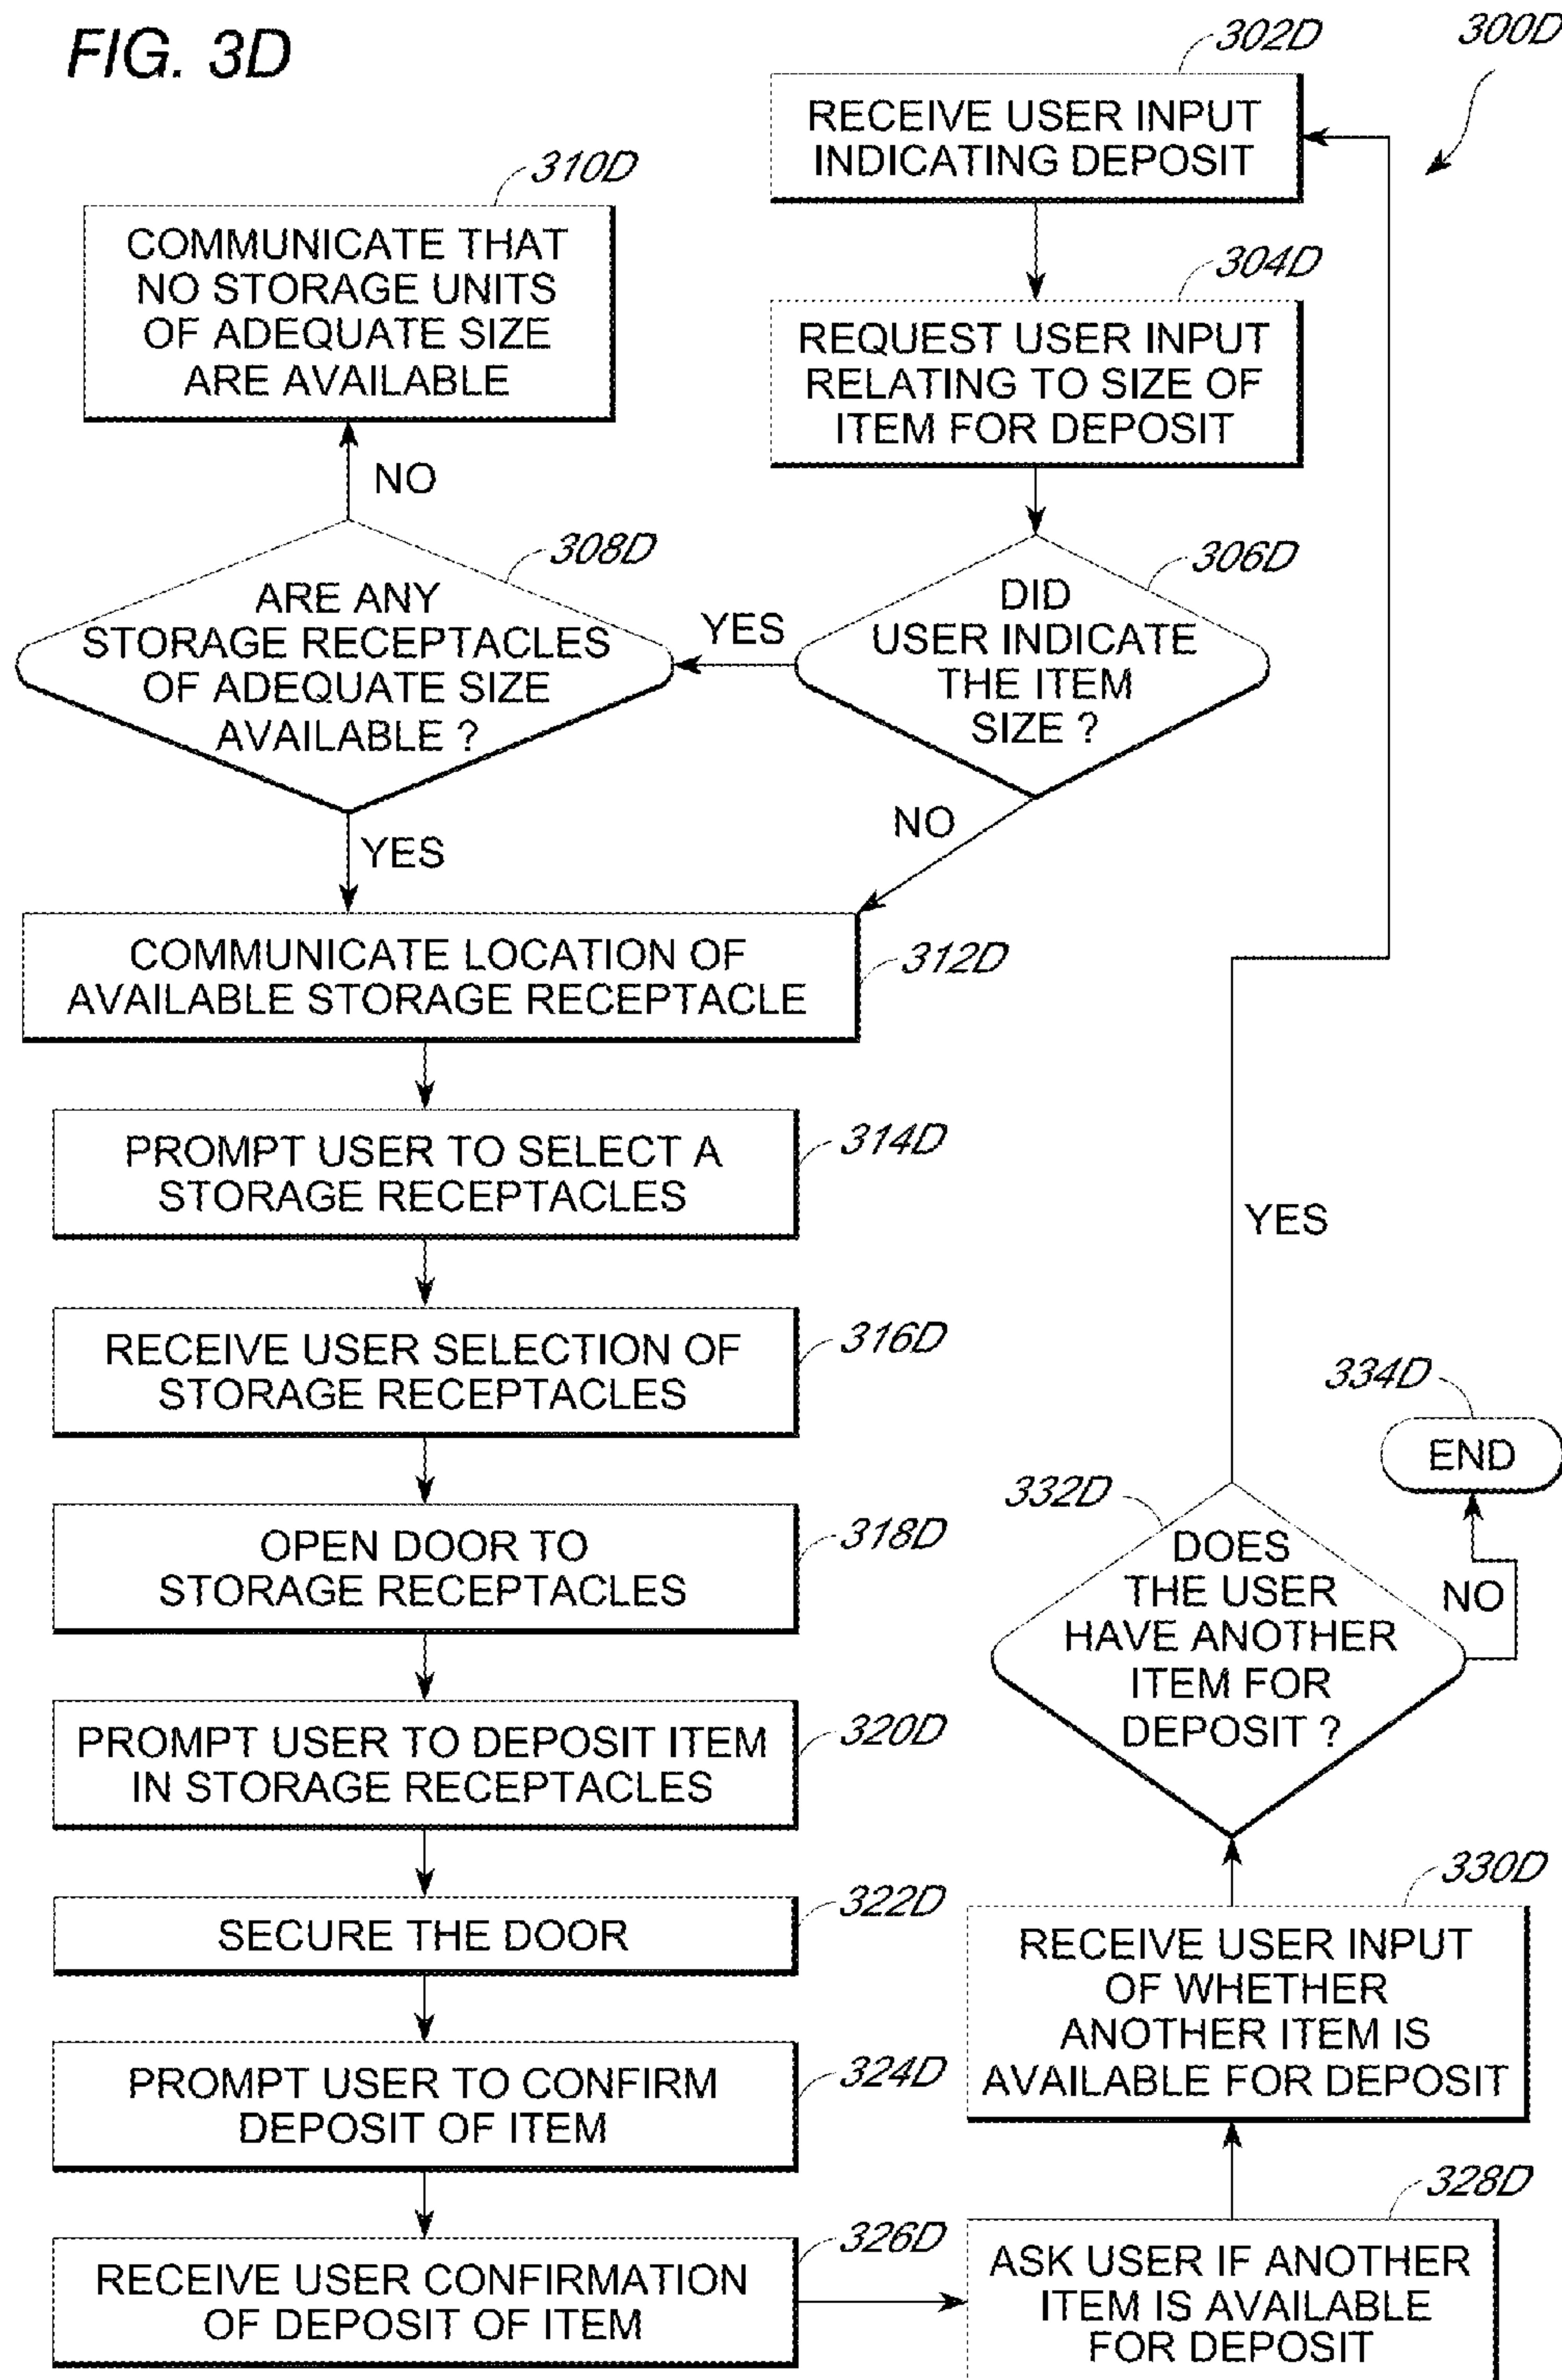 FIG. 3D
300D
302D
RECEIVE USER INPUT
INDICATING DEPOSIT
304D
REQUEST USER INPUT
RELATING TO SIZE OF
ITEM FOR DEPOSIT
306D
DID
USER INDICATE
THE ITEM
SIZE ?
YES
NO
308D
ARE ANY
STORAGE RECEPTACLES
OF ADEQUATE SIZE
AVAILABLE ?
NO
310D
COMMUNICATE THAT
NO STORAGE UNITS
OF ADEQUATE SIZE
ARE AVAILABLE
YES
312D
COMMUNICATE LOCATION OF
AVAILABLE STORAGE RECEPTACLE
314D
PROMPT USER TO SELECT A
STORAGE RECEPTACLES
316D
RECEIVE USER SELECTION OF
STORAGE RECEPTACLES
318D
OPEN DOOR TO
STORAGE RECEPTACLES
320D
PROMPT USER TO DEPOSIT ITEM
IN STORAGE RECEPTACLES
322D
SECURE THE DOOR
324D
PROMPT USER TO CONFIRM
DEPOSIT OF ITEM
326D
RECEIVE USER CONFIRMATION
OF DEPOSIT OF ITEM
328D
ASK USER IF ANOTHER
ITEM IS AVAILABLE
FOR DEPOSIT
330D
RECEIVE USER INPUT
OF WHETHER
ANOTHER ITEM IS
AVAILABLE FOR DEPOSIT
332D
DOES
THE USER
HAVE ANOTHER
ITEM FOR
DEPOSIT ?
YES
NO
334D
END